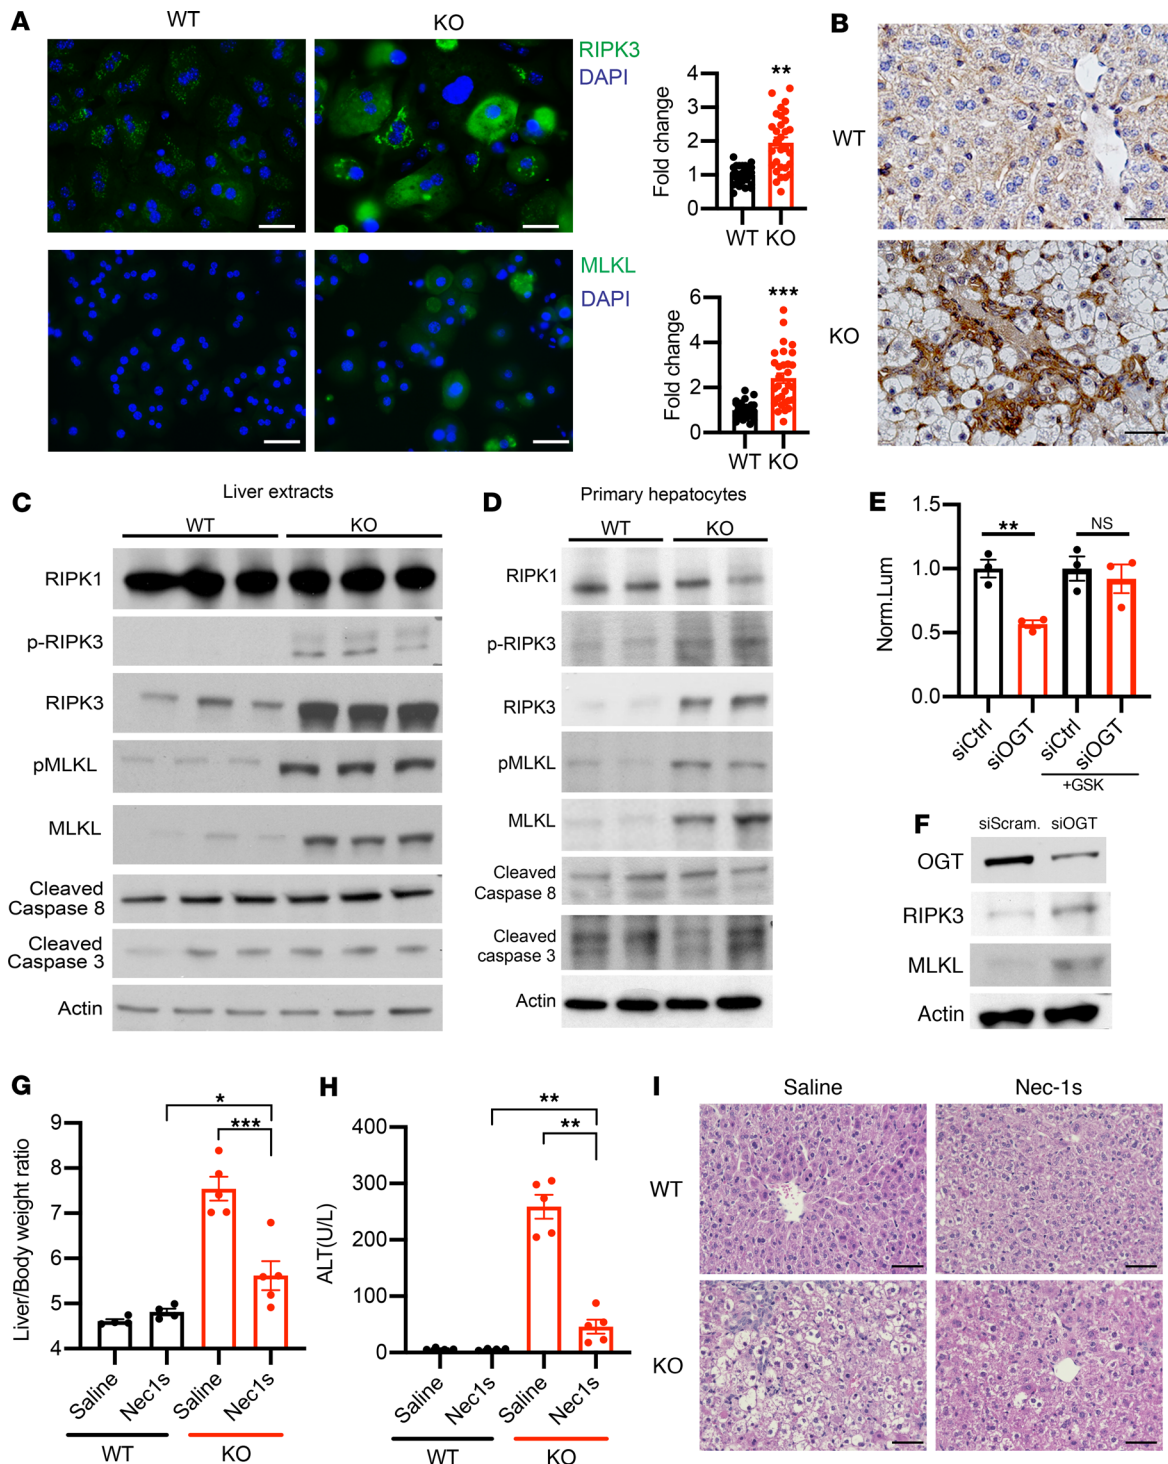 A
WT
KO
RIPK3
DAPI
Fold change
4
3
2
1
0
**
WT KO
MLKL
DAPI
Fold change
6
4
2
0
***
WT KO
B
WT
KO
C
Liver extracts
WT
KO
RIPK1
p-RIPK3
RIPK3
pMLKL
MLKL
Cleaved
Caspase 8
Cleaved
Caspase 3
Actin
D
Primary hepatocytes
WT
KO
RIPK1
p-RIPK3
RIPK3
pMLKL
MLKL
Cleaved
Caspase 8
Cleaved
caspase 3
Actin
E
Norm.Lum
1.5
1.0
0.5
0.0
**
NS
siCtrl
siOGT
siCtrl
siOGT
+GSK
F
siScram.
siOGT
OGT
RIPK3
MLKL
Actin
G
Liver/Body weight ratio
9
8
7
6
5
4
*
***
Saline
Nec1s
Saline
Nec1s
WT
KO
H
ALT(U/L)
400
300
200
100
0
**
**
Saline
Nec1s
Saline
Nec1s
WT
KO
I
Saline
Nec-1s
WT
KO